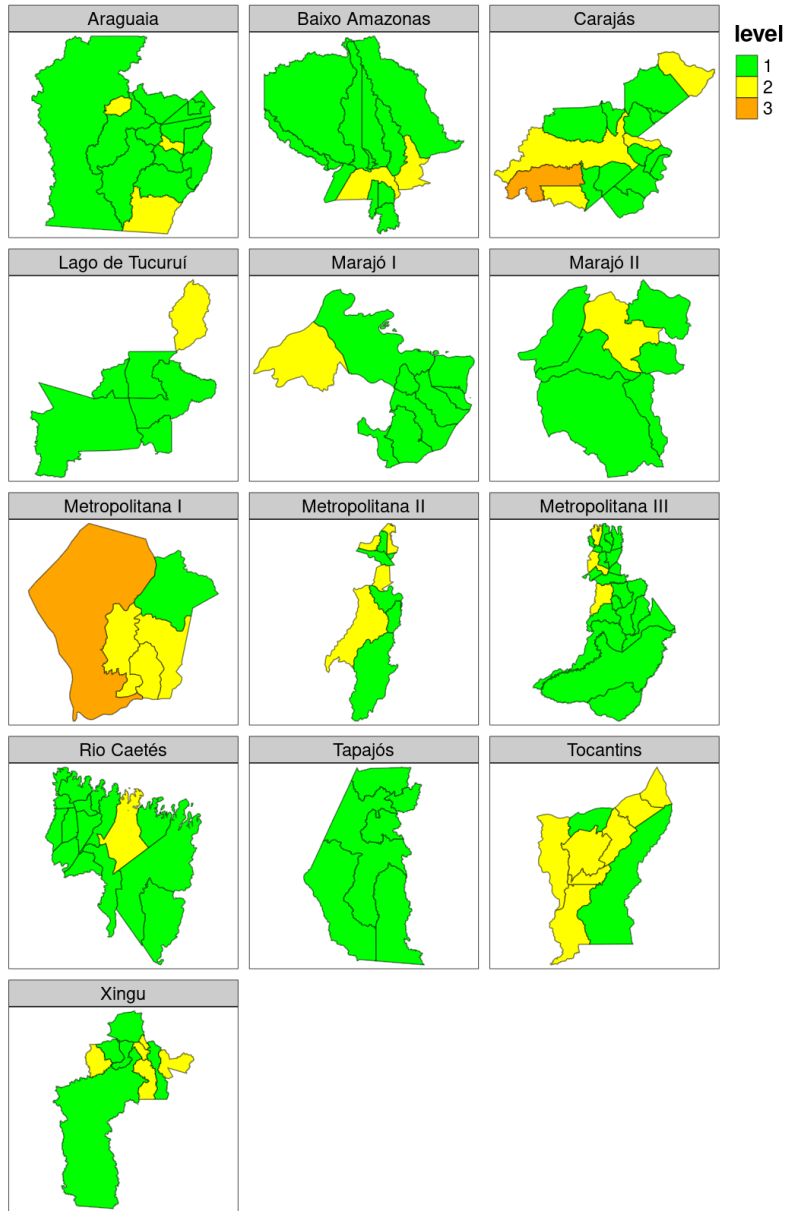 Araguaia
Baixo Amazonas
Carajás
level
1
2
3
Lago de Tucuruí
Marajó I
Marajó II
Metropolitana I
Metropolitana II
Metropolitana III
Rio Caetés
Tapajós
Tocantins
Xingu